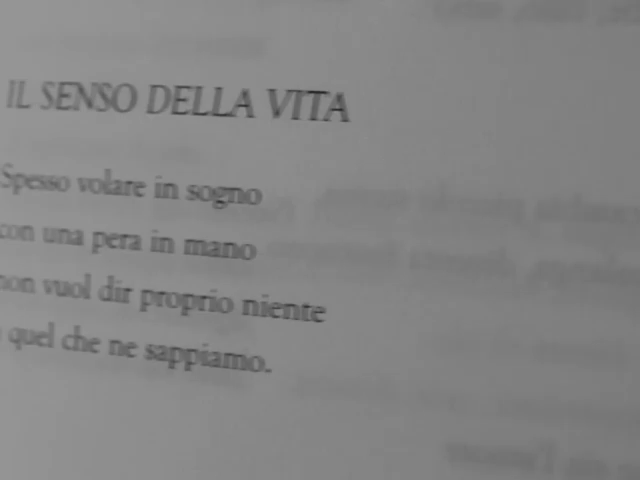 IL SENSO DELLA VITA
Spesso volare in sogno
con una pera in mano
non vuol dir proprio niente
quel che ne sappiamo.